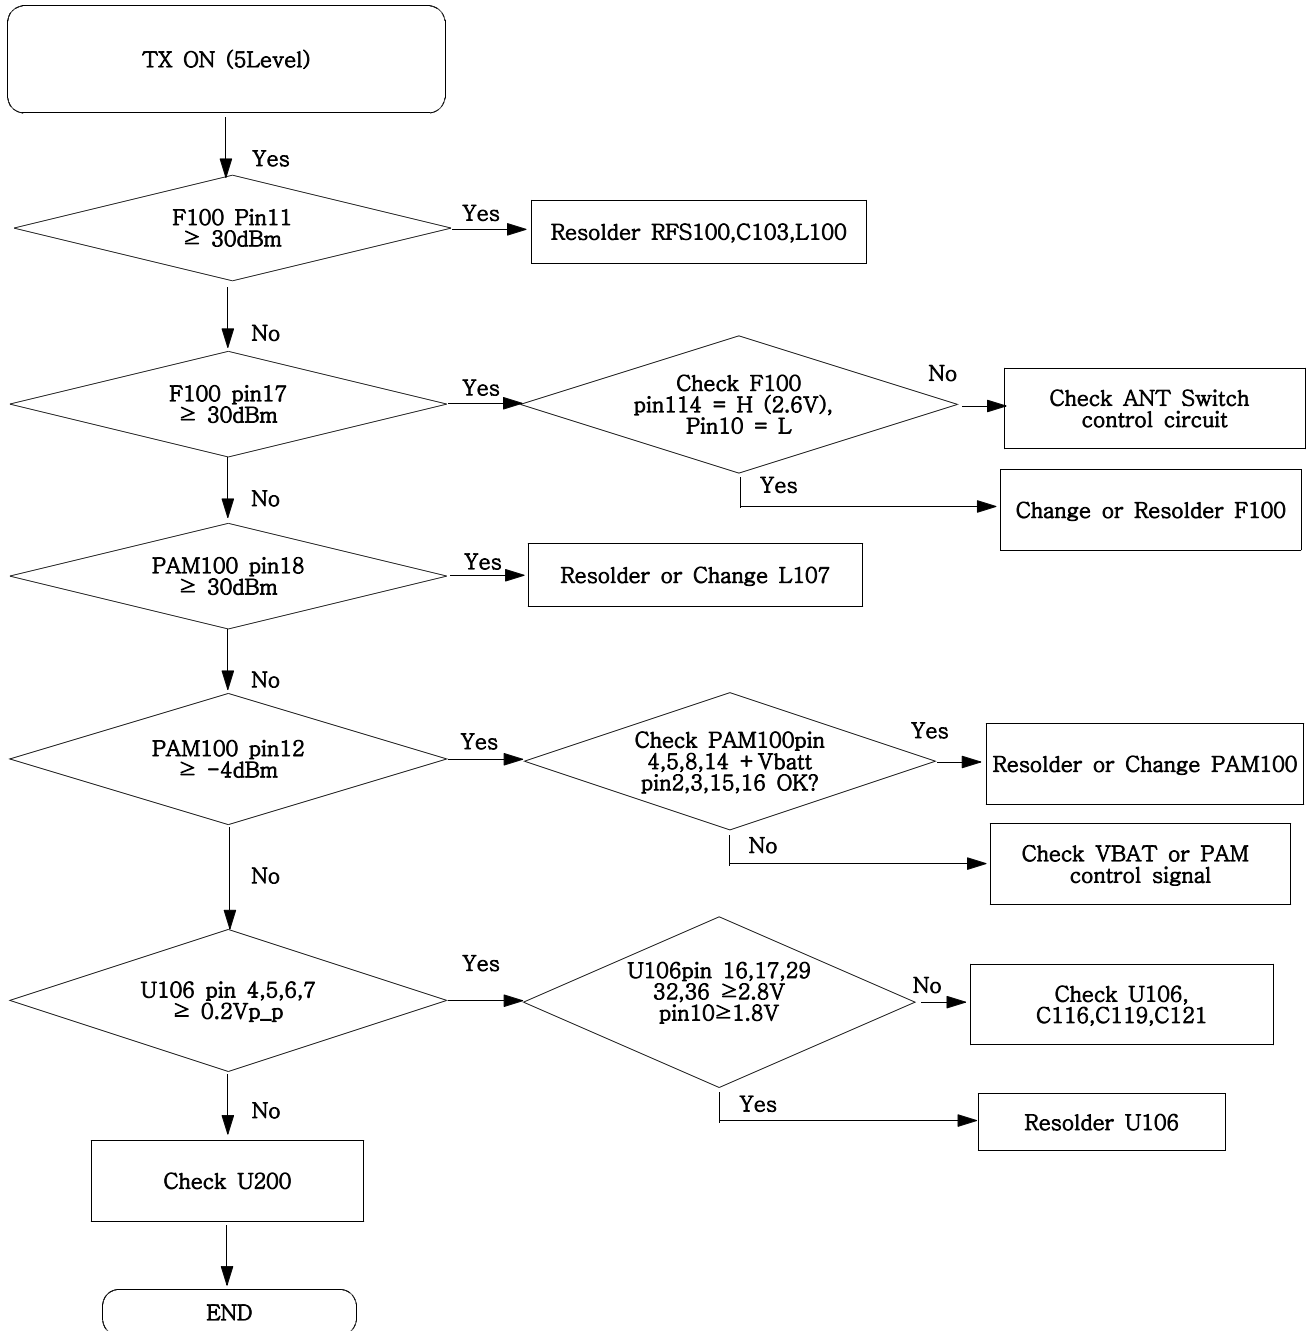 TX ON (5Level)
Yes
F100 Pin11
≥ 30dBm
Yes
Resolder RFS100,C103,L100
No
F100 pin17
≥ 30dBm
Yes
Check F100
pin114 = H (2.6V),
Pin10 = L
No
Check ANT Switch
control circuit
Yes
Change or Resolder F100
No
PAM100 pin18
≥ 30dBm
Yes
Resolder or Change L107
No
PAM100 pin12
≥ -4dBm
Yes
Check PAM100pin
4,5,8,14 +Vbatt
pin2,3,15,16 OK?
Yes
Resolder or Change PAM100
No
Check VBAT or PAM
control signal
No
U106 pin 4,5,6,7
≥ 0.2Vp_p
Yes
U106pin 16,17,29
32,36 ≥2.8V
pin10≥1.8V
No
Check U106,
C116,C119,C121
Yes
Resolder U106
No
Check U200
END